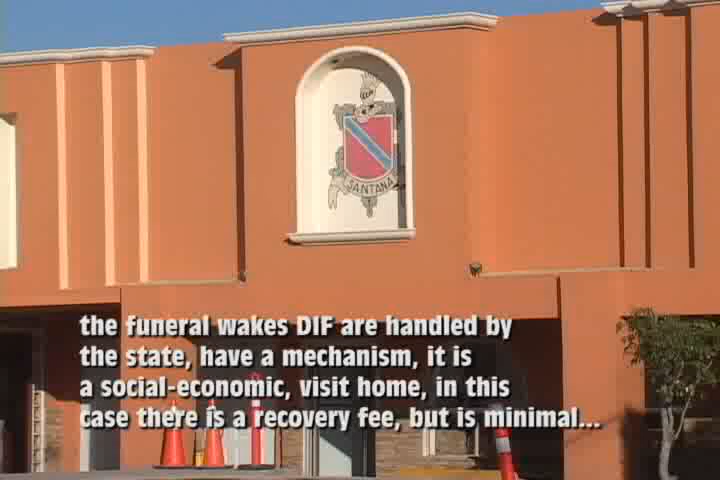 SANTANA
the funeral wakes DIF are handled by
the state, have a mechanism, it is
a social-economic, visit home, in this
case there is a recovery fee, but is minimal...